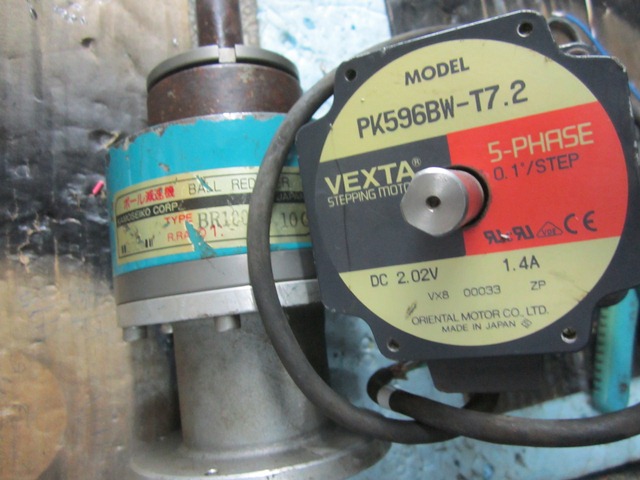 MODEL
PK596BW-T7.2
5-PHASE
0.1°/STEP
VEXTA®
STEPPING MOTOR
DC 2.02V 1.4A
VX8 00033 ZP
ORIENTAL MOTOR CO., LTD.
MADE IN JAPAN
ボール減速機 BALL
CORP.
TYPE